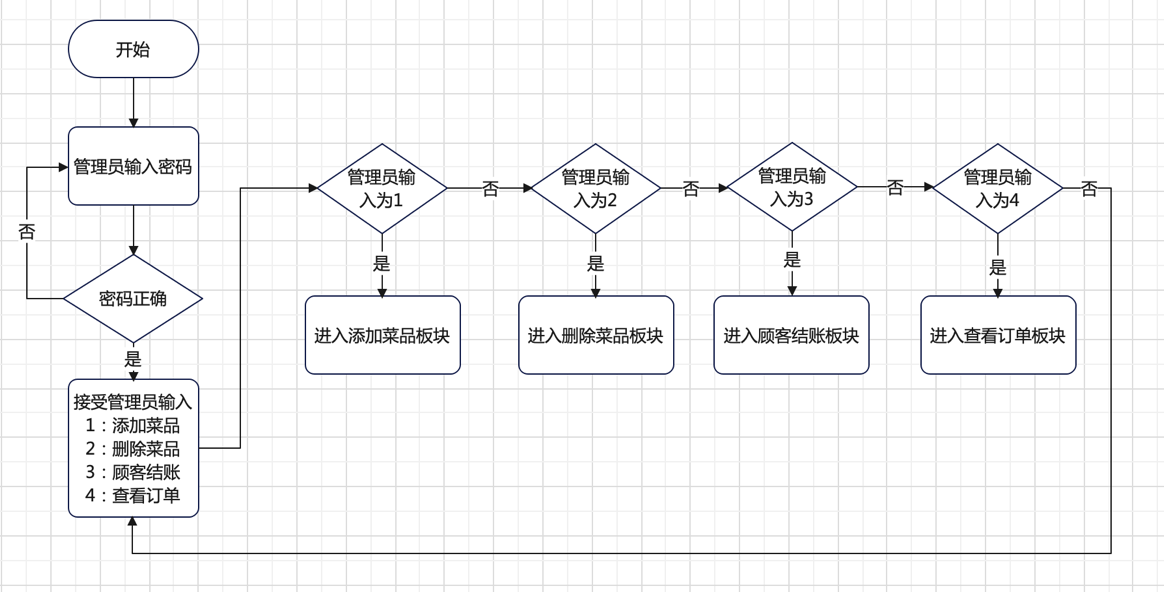 开始
管理员输入密码
否
密码正确
是
接受管理员输入
1：添加菜品
2：删除菜品
3：顾客结账
4：查看订单
管理员输
入为1
否
管理员输
入为2
否
管理员输
入为3
否
管理员输
入为4
否
是
是
是
是
进入添加菜品板块
进入删除菜品板块
进入顾客结账板块
进入查看订单板块